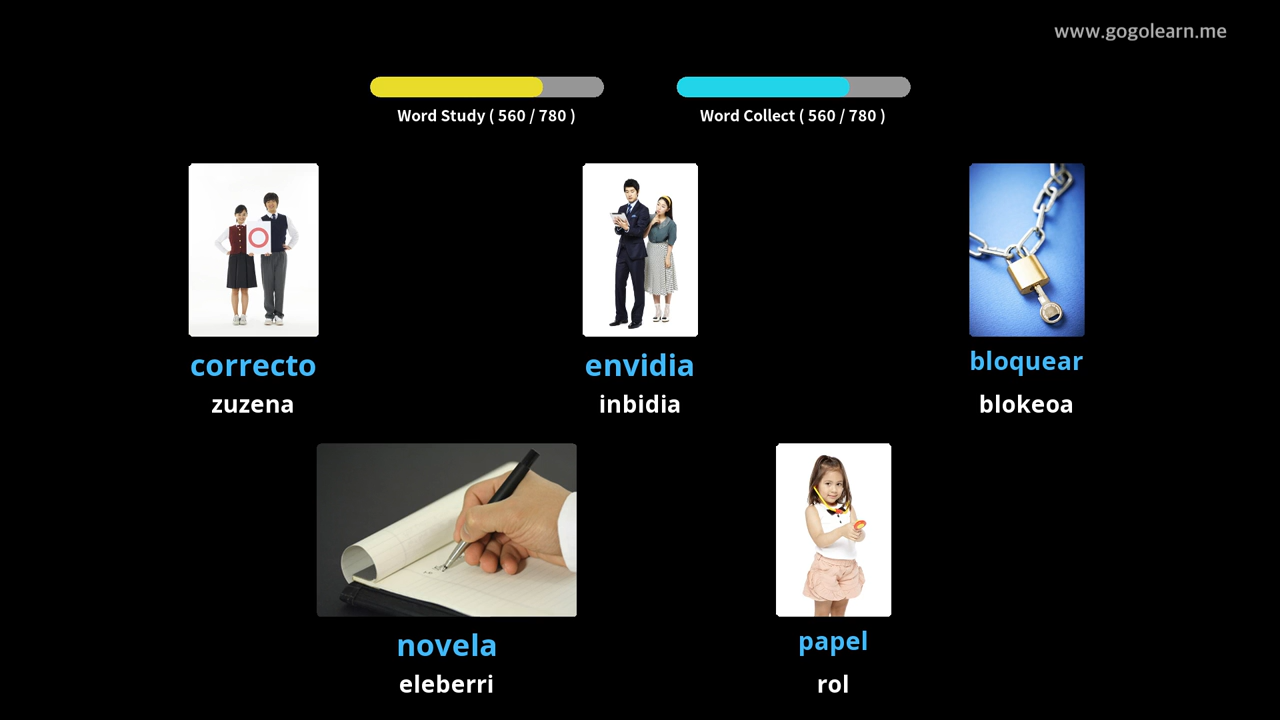 www.gogolearn.me
Word Study ( 560 / 780 )
Word Collect ( 560 / 780 )
correcto
zuzena
envidia
inbidia
bloquear
blokeoa
novela
eleberri
papel
rol